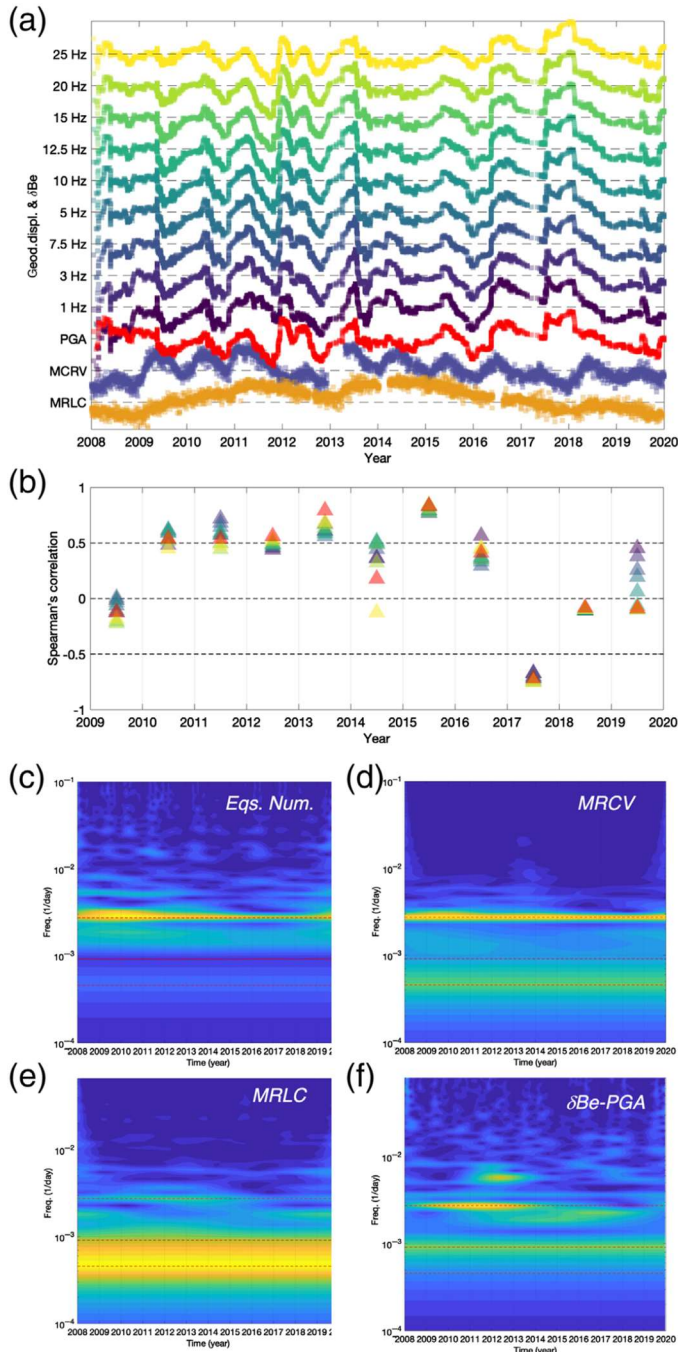 (a)
Geod.displ. & δBe
25 Hz
20 Hz
15 Hz
12.5 Hz
10 Hz
5 Hz
7.5 Hz
3 Hz
1 Hz
PGA
MCRV
MRLC
2008 2009 2010 2011 2012 2013 2014 2015 2016 2017 2018 2019 2020
Year
(b)
Spearman's correlation
1
0.5
0
-0.5
-1
2009 2010 2011 2012 2013 2014 2015 2016 2017 2018 2019 2020
Year
(c)
Eqs. Num.
Freq. (1/day)
10⁻¹
10⁻²
10⁻³
10⁻⁴
2008 2009 2010 2011 2012 2013 2014 2015 2016 2017 2018 2019 2
Time (year)
(d)
MRCV
Freq. (1/day)
10⁻¹
10⁻²
10⁻³
10⁻⁴
2008 2009 2010 2011 2012 2013 2014 2015 2016 2017 2018 2019 2020
Time (year)
(e)
MRLC
Freq. (1/day)
10⁻²
10⁻³
10⁻⁴
2008 2009 2010 2011 2012 2013 2014 2015 2016 2017 2018 2019 2
Time (year)
(f)
δBe-PGA
Freq. (1/day)
10⁻²
10⁻³
10⁻⁴
2008 2009 2010 2011 2012 2013 2014 2015 2016 2017 2018 2019 2020
Time (year)